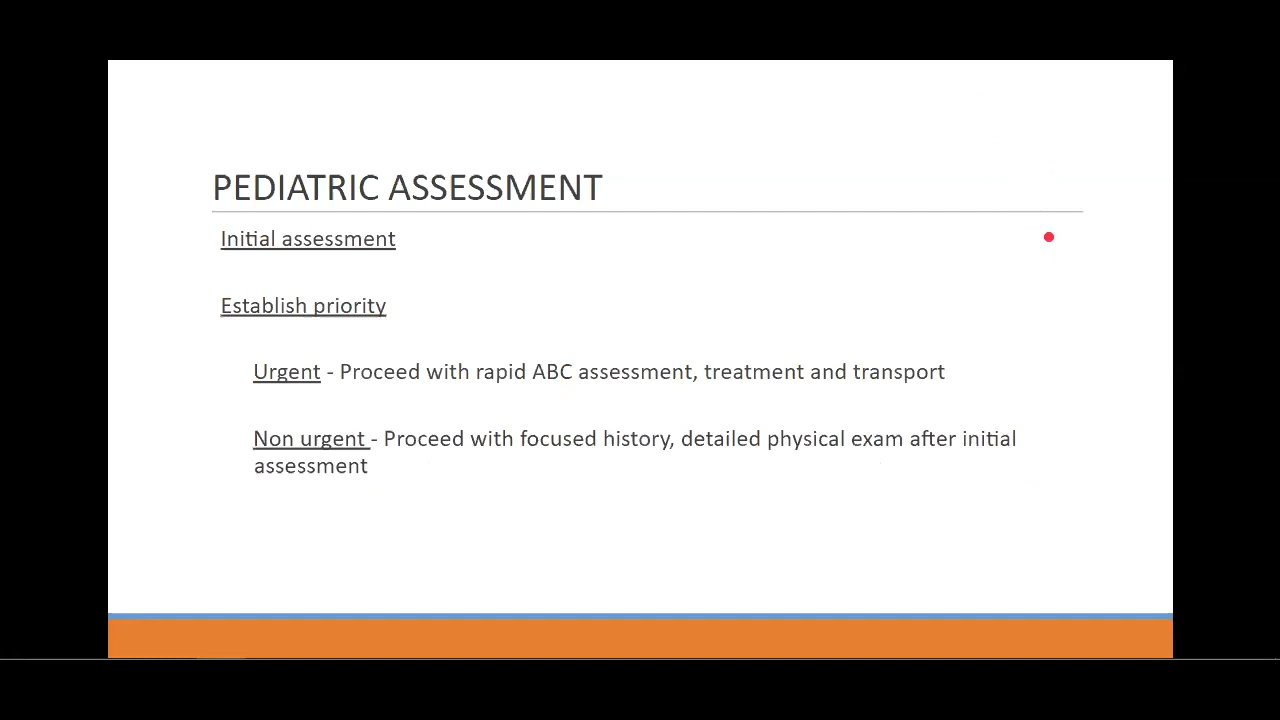 PEDIATRIC ASSESSMENT
Initial assessment
Establish priority
Urgent - Proceed with rapid ABC assessment, treatment and transport
Non urgent - Proceed with focused history, detailed physical exam after initial
assessment